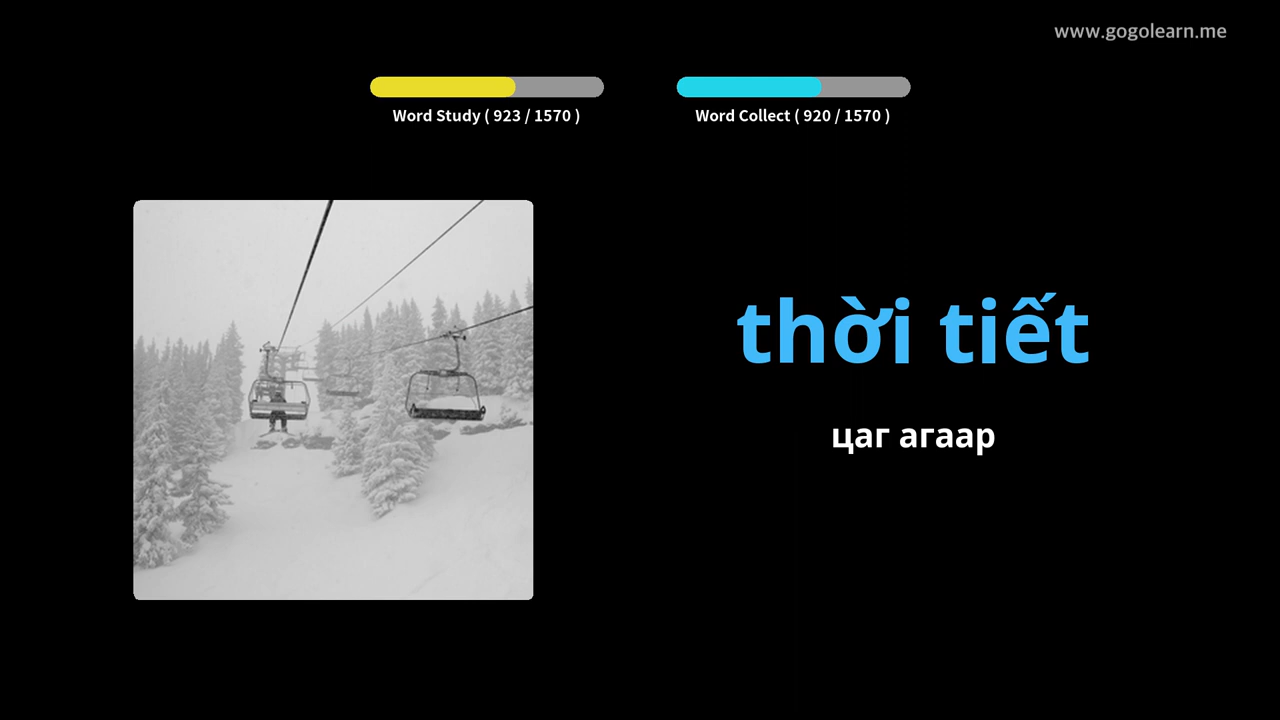 www.gogolearn.me
Word Study ( 923 / 1570 )
Word Collect ( 920 / 1570 )
thời tiết
цаг агаар